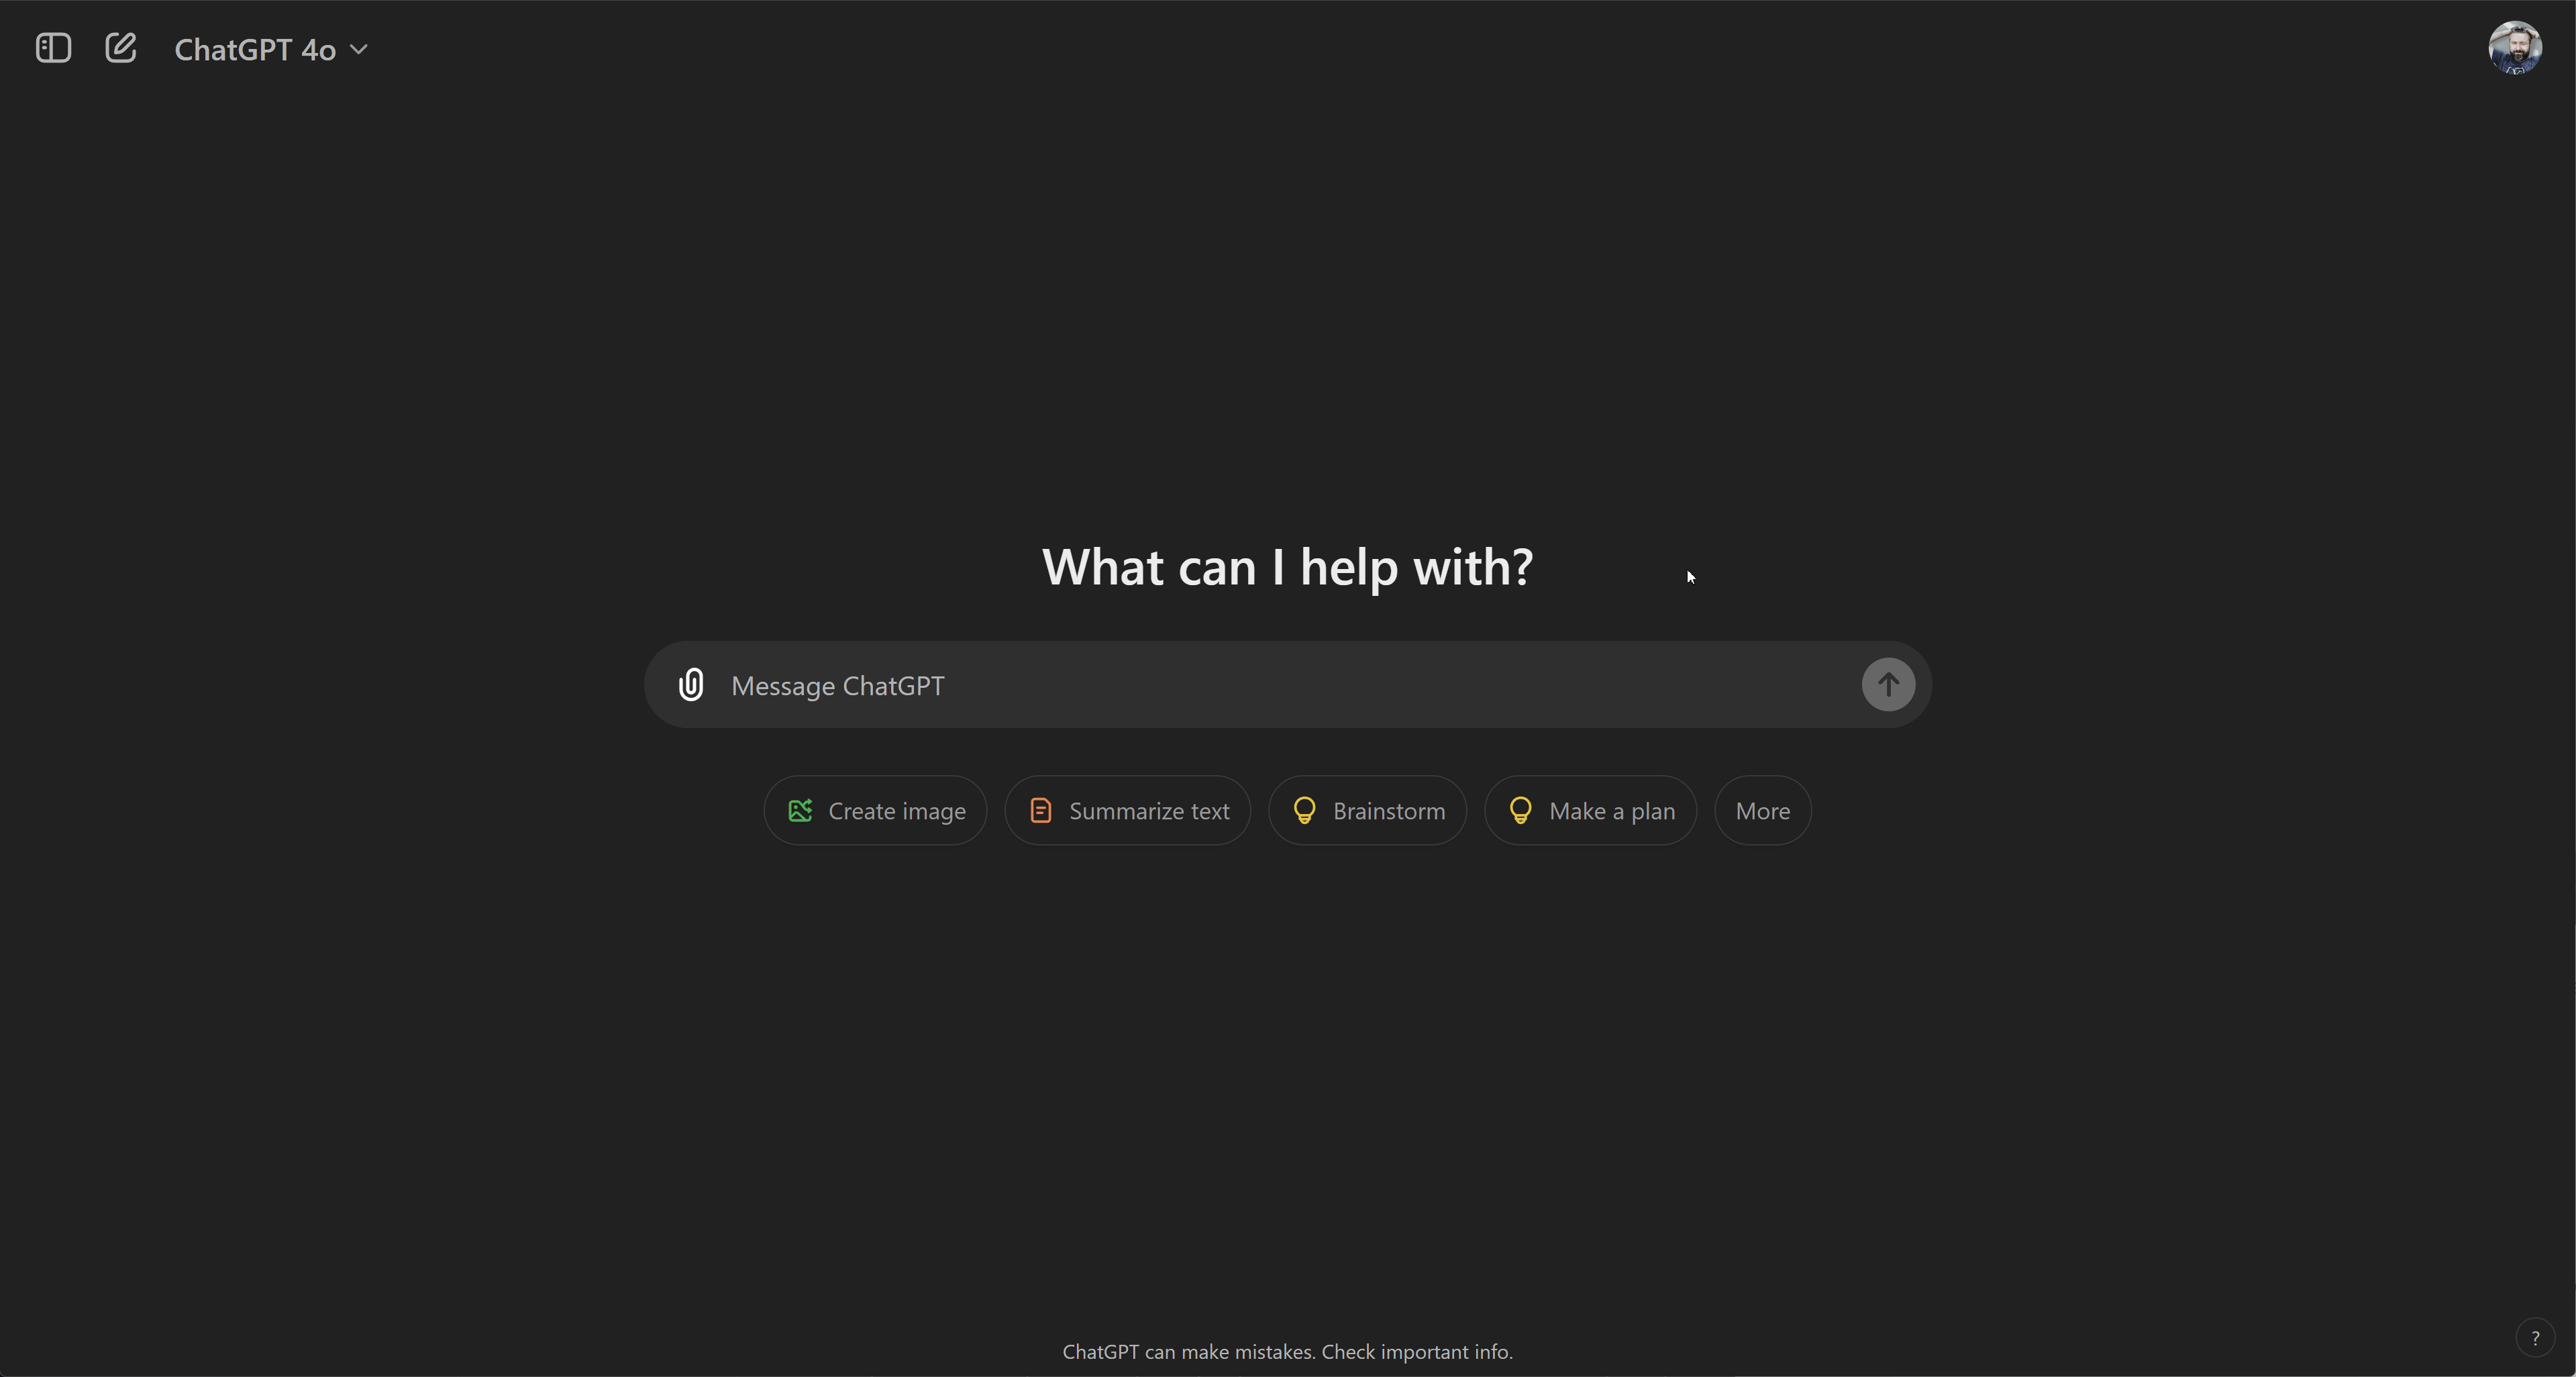 ChatGPT 4o
What can I help with?
Message ChatGPT
Create image
Summarize text
Brainstorm
Make a plan
More
ChatGPT can make mistakes. Check important info.
?